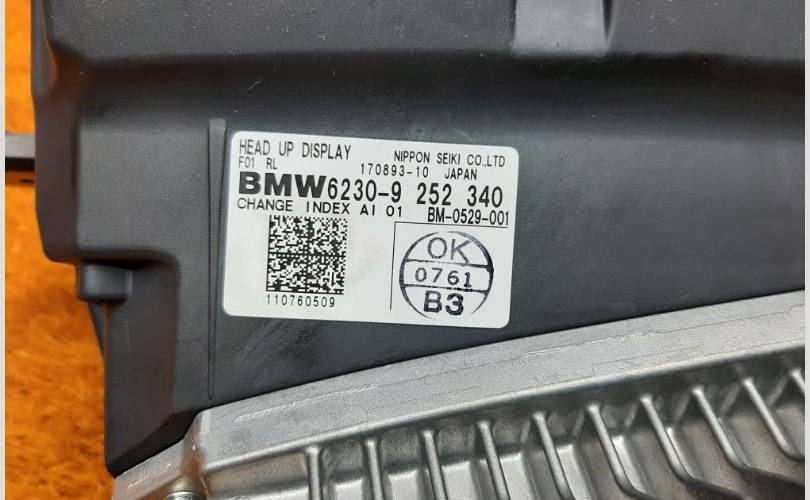 HEAD UP DISPLAY NIPPON SEIKI CO.,LTD
F01 RL 170893-10 JAPAN
BMW6230-9 252 340
CHANGE INDEX AI 01 BM-0529-001
110760509
OK
0761
B3